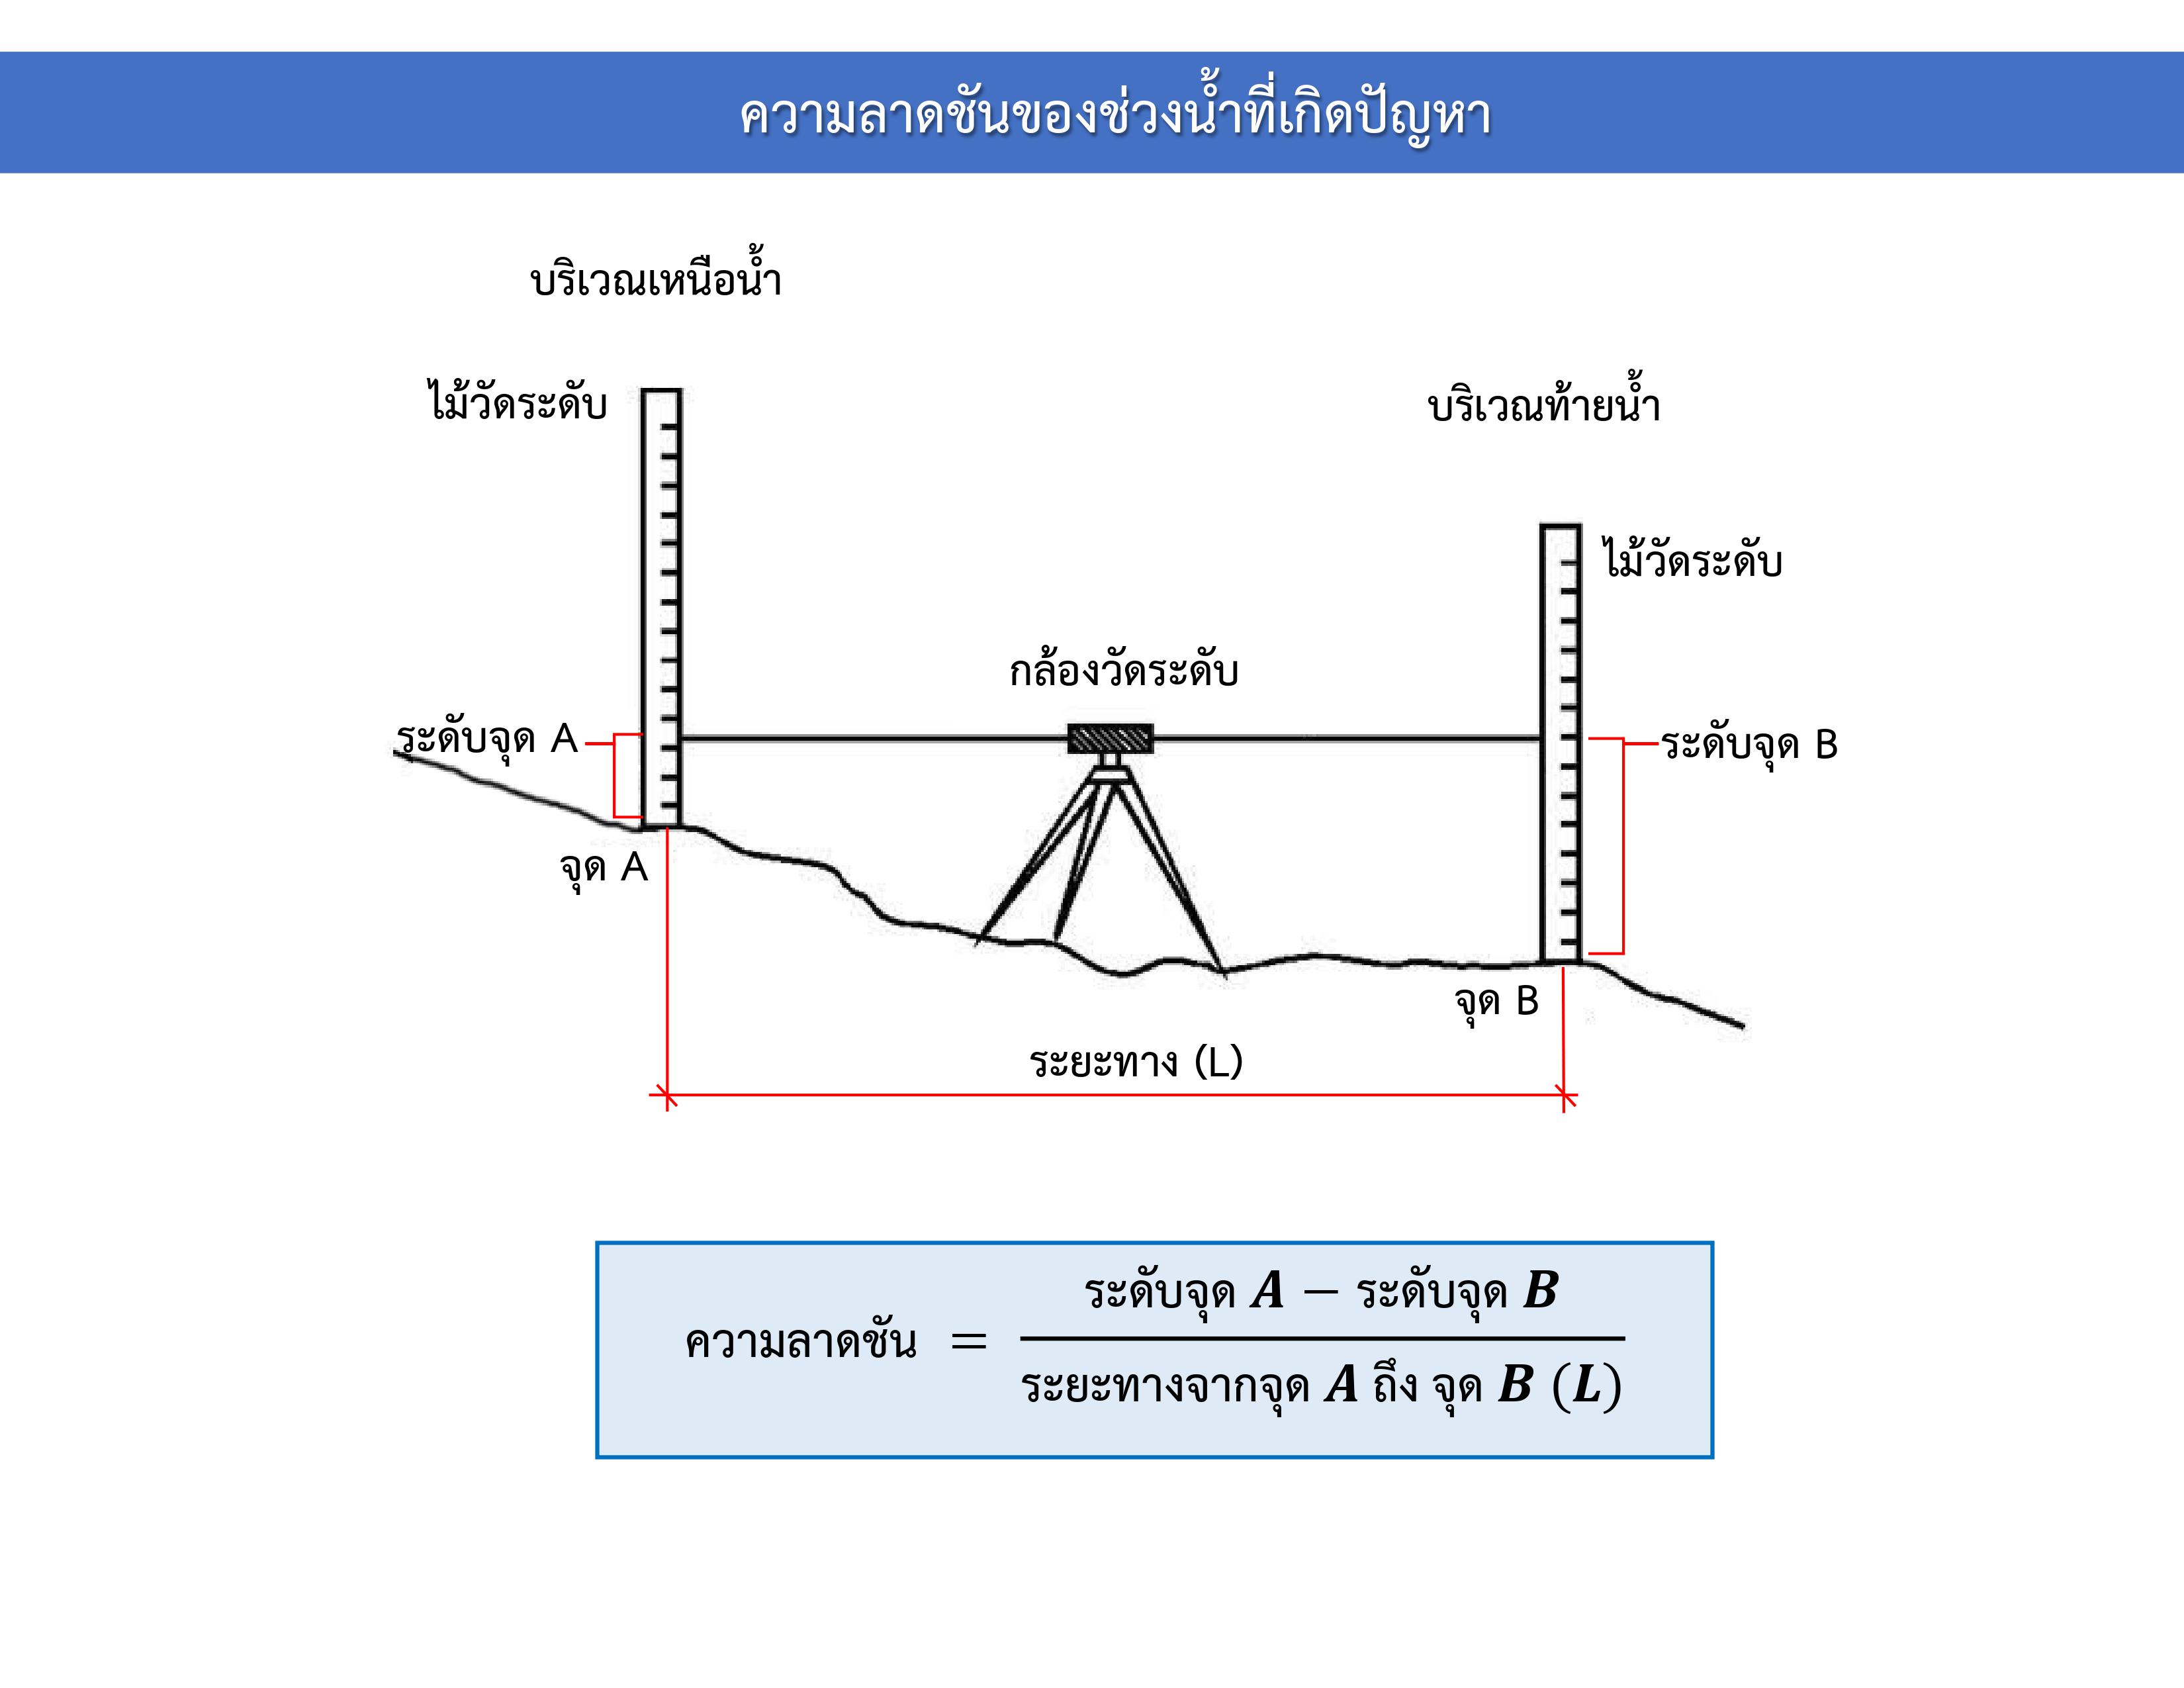 ความลาดชันของช่วงน้ำที่เกิดปัญหา
บริเวณเหนือน้ำ
ไม้วัดระดับ
บริเวณท้ายน้ำ
ไม้วัดระดับ
กล้องวัดระดับ
ระดับจุด A
ระดับจุด B
จุด A
จุด B
ระยะทาง (L)
ความลาดชัน = ระดับจุด A − ระดับจุด B
ระยะทางจากจุด A ถึง จุด B (L)